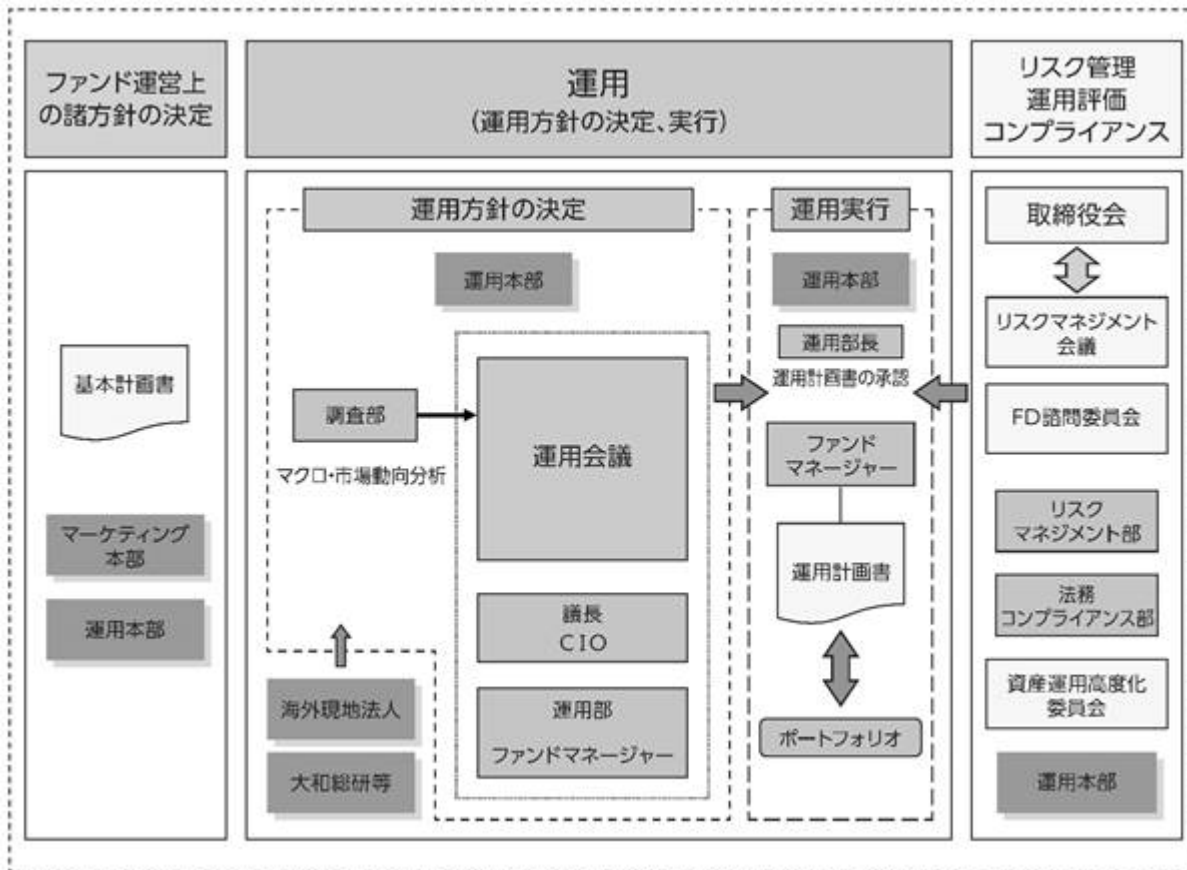 ファンド運営上
の諸方針の決定
運用
(運用方針の決定、実行)
リスク管理
運用評価
コンプライアンス
基本計画書
マーケティング
本部
運用本部
運用方針の決定
運用本部
調査部
マクロ・市場動向分析
運用会議
議長
CIO
運用部
ファンドマネージャー
海外現地法人
大和総研等
運用実行
運用本部
運用部長
運用計画書の承認
ファンド
マネージャー
運用計画書
ポートフォリオ
取締役会
リスクマネジメント
会議
FD諮問委員会
リスク
マネジメント部
法務
コンプライアンス部
資産運用高度化
委員会
運用本部